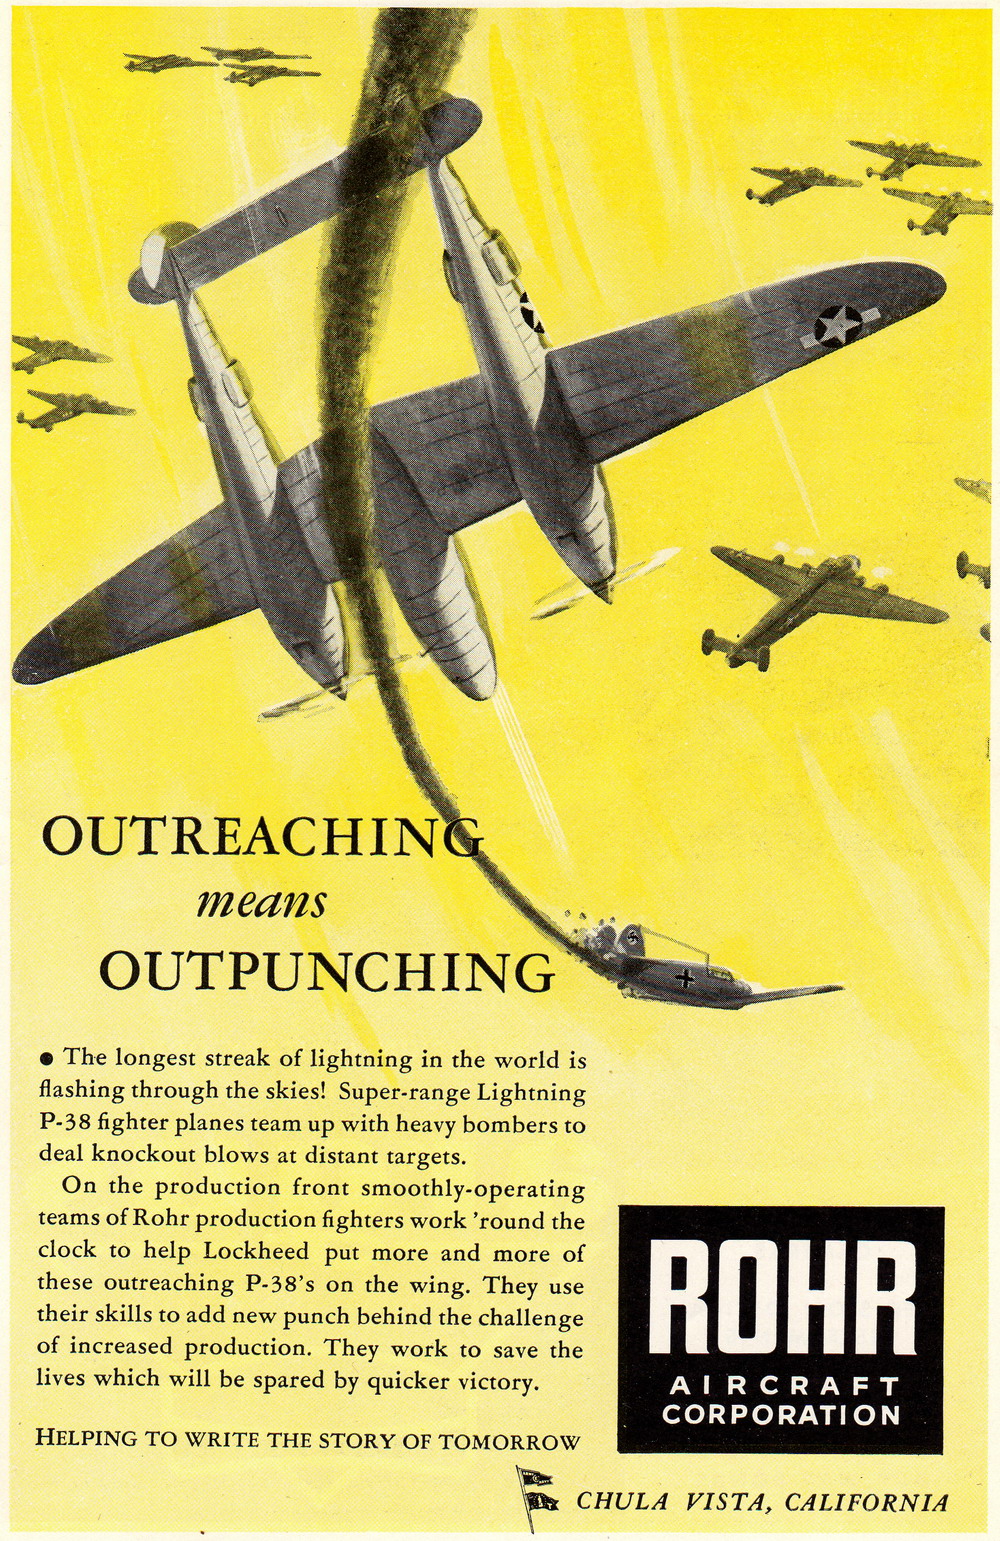 OUTREACHING
means
OUTPUNCHING
● The longest streak of lightning in the world is
flashing through the skies! Super-range Lightning
P-38 fighter planes team up with heavy bombers to
deal knockout blows at distant targets.
On the production front smoothly-operating
teams of Rohr production fighters work ’round the
clock to help Lockheed put more and more of
these outreaching P-38’s on the wing. They use
their skills to add new punch behind the challenge
of increased production. They work to save the
lives which will be spared by quicker victory.
HELPING TO WRITE THE STORY OF TOMORROW
ROHR
AIRCRAFT
CORPORATION
CHULA VISTA, CALIFORNIA